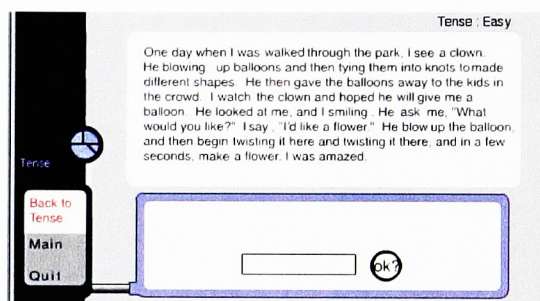 Tense : Easy
One day when I was walked through the park, I see a clown.
He blowing up balloons and then tying them into knots to made
different shapes. He then gave the balloons away to the kids in
the crowd. I watch the clown and hoped he will give me a
balloon. He looked at me, and I smiling. He ask me, "What
would you like?" I say, "I'd like a flower." He blow up the balloon,
and then begin twisting it here and twisting it there, and in a few
seconds, make a flower. I was amazed.
Tense
Back to
Tense
Main
Quit
ok?